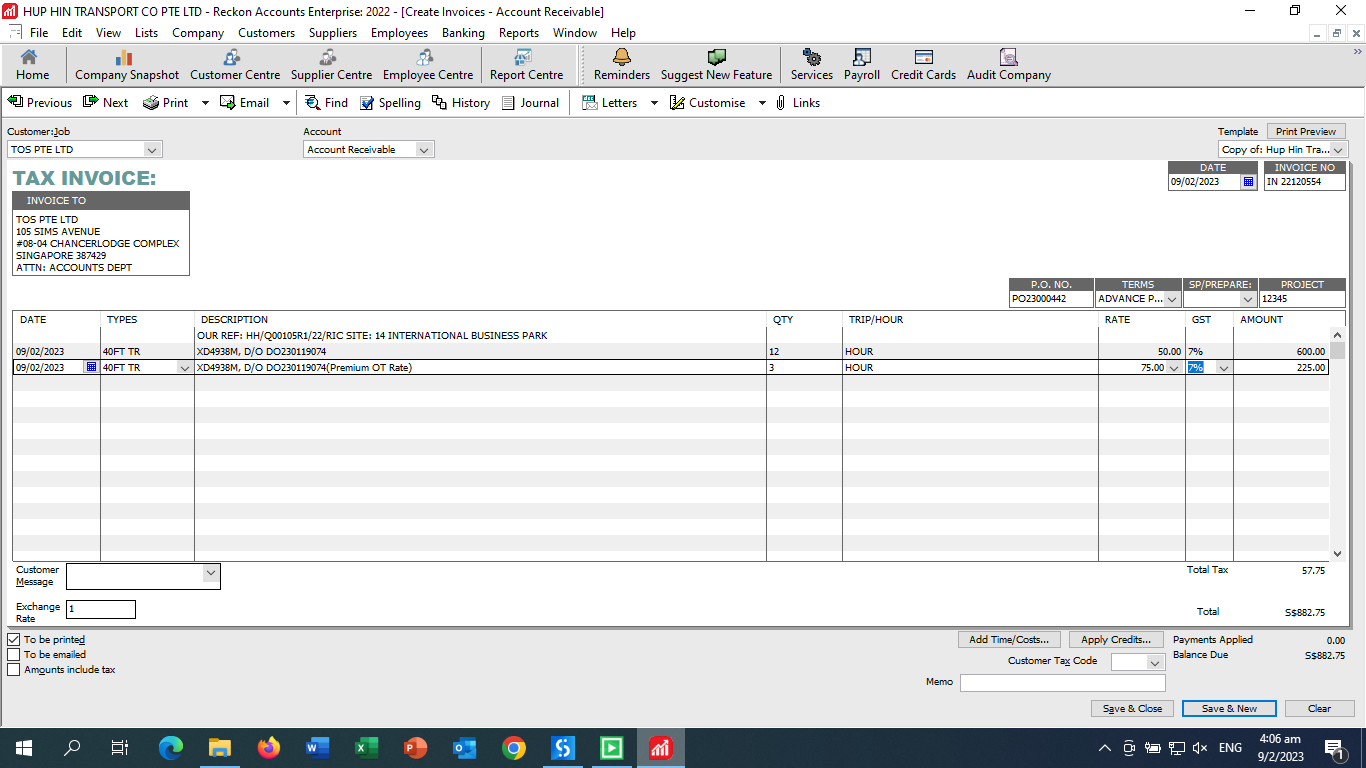 HUP HIN TRANSPORT CO PTE LTD - Reckon Accounts Enterprise: 2022 - [Create Invoices - Account Receivable]
File Edit View Lists Company Customers Suppliers Employees Banking Reports Window Help
Home Company Snapshot Customer Centre Supplier Centre Employee Centre Report Centre Reminders Suggest New Feature Services Payroll Credit Cards Audit Company
Previous Next Print Email Find Spelling History Journal Letters Customise Links
Customer:Job Account Template Print Preview
TOS PTE LTD Account Receivable Copy of: Hup Hin Tra...
TAX INVOICE:
DATE INVOICE NO
09/02/2023 IN 22120554
INVOICE TO
TOS PTE LTD
105 SIMS AVENUE
#08-04 CHANCERLODGE COMPLEX
SINGAPORE 387429
ATTN: ACCOUNTS DEPT
P.O. NO. TERMS SP/PREPARE: PROJECT
PO23000442 ADVANCE P... 12345
DATE TYPES DESCRIPTION QTY TRIP/HOUR RATE GST AMOUNT
OUR REF: HH/Q00105R1/22/RIC SITE: 14 INTERNATIONAL BUSINESS PARK
09/02/2023 40FT TR XD4938M, D/O DO230119074 12 HOUR 50.00 7% 600.00
09/02/2023 40FT TR XD4938M, D/O DO230119074(Premium OT Rate) 3 HOUR 75.00 7% 225.00
Customer Message
Total Tax 57.75
Exchange Rate 1
Total S$882.75
To be printed
To be emailed
Amounts include tax
Add Time/Costs... Apply Credits... Payments Applied 0.00
Customer Tax Code Balance Due S$882.75
Memo
Save & Close Save & New Clear
ENG 4:06 am
9/2/2023
1